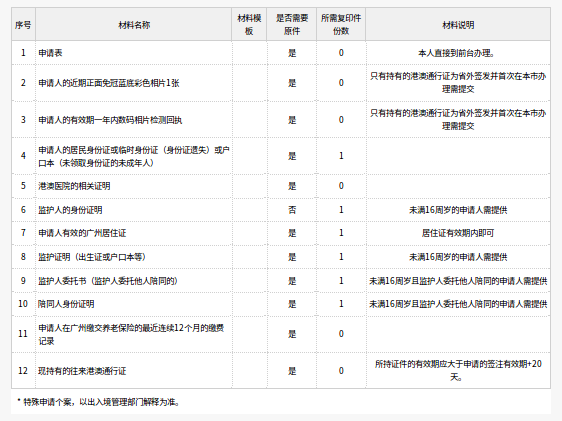 序号 材料名称 材料模板 是否需要原件 所需复印件份数 材料说明
1 申请表 是 0 本人直接到前台办理。
2 申请人的近期正面免冠蓝底彩色相片1张 是 0 只有持有的港澳通行证为省外签发并首次在本市办理需提交
3 申请人的有效期一年内数码相片检测回执 是 0 只有持有的港澳通行证为省外签发并首次在本市办理需提交
4 申请人的居民身份证或临时身份证（身份证遗失）或户口本（未领取身份证的未成年人） 是 1
5 港澳医院的相关证明 是 0
6 监护人的身份证明 否 1 未满16周岁的申请人需提供
7 申请人有效的广州居住证 是 1 居住证有效期内即可
8 监护证明（出生证或户口本等） 是 1 未满16周岁的申请人需提供
9 监护人委托书（监护人委托他人陪同的） 是 1 未满16周岁且监护人委托他人陪同的申请人需提供
10 陪同人身份证明 是 1 未满16周岁且监护人委托他人陪同的申请人需提供
11 申请人在广州缴交养老保险的最近连续12个月的缴费记录 是 0
12 现持有的往来港澳通行证 是 0 所持证件的有效期应大于申请的签注有效期+20天。
* 特殊申请个案，以出入境管理部门解释为准。